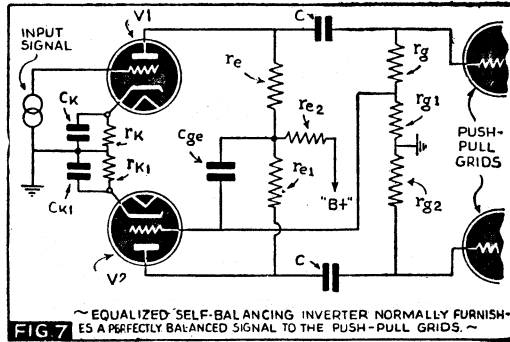 V1
C
INPUT
SIGNAL
re
rg
CK
rK
re2
rg1
Cge
PUSH-
PULL
GRIDS
rK1
re1
"B+"
CK1
rg2
V2
C
~ EQUALIZED SELF-BALANCING INVERTER NORMALLY FURNISH-
ES A PERFECTLY BALANCED SIGNAL TO THE PUSH-PULL GRIDS. ~
FIG. 7